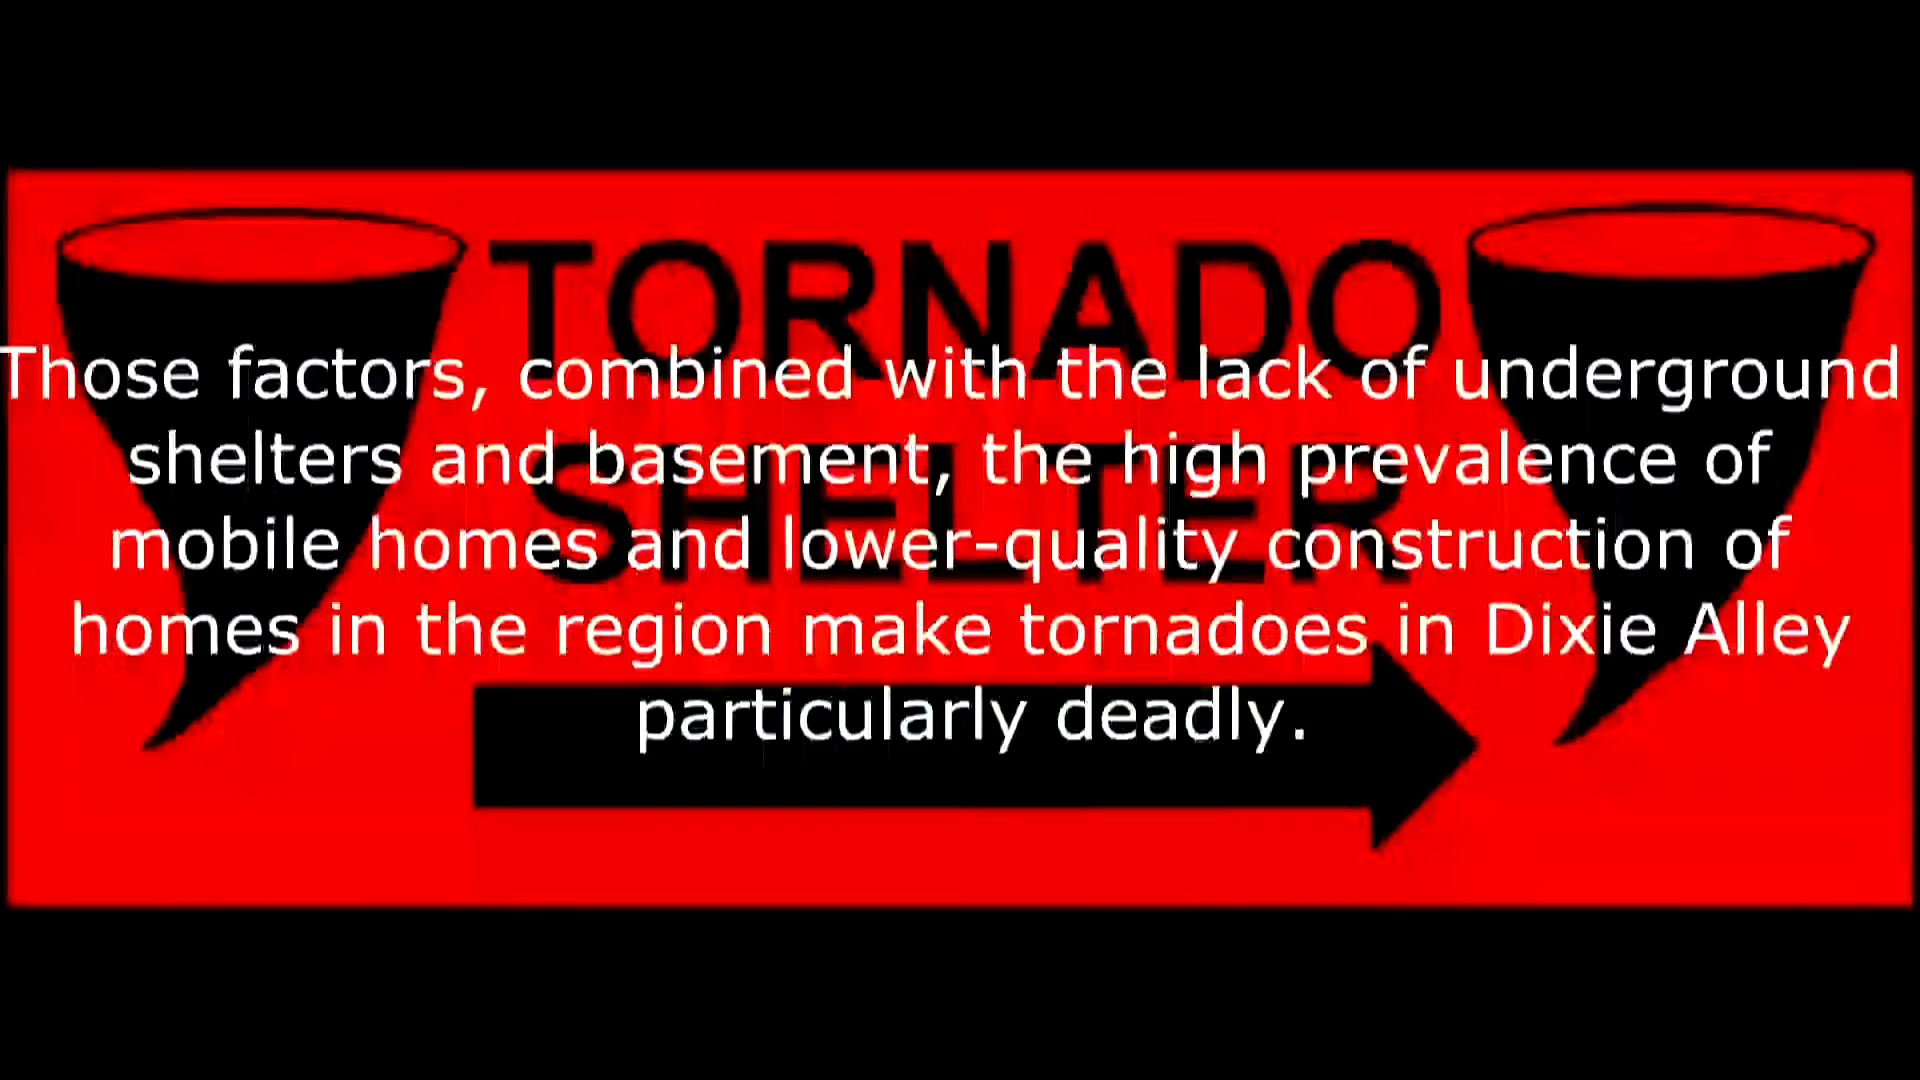 TORNADO
SHELTER
Those factors, combined with the lack of underground
shelters and basement, the high prevalence of
mobile homes and lower-quality construction of
homes in the region make tornadoes in Dixie Alley
particularly deadly.